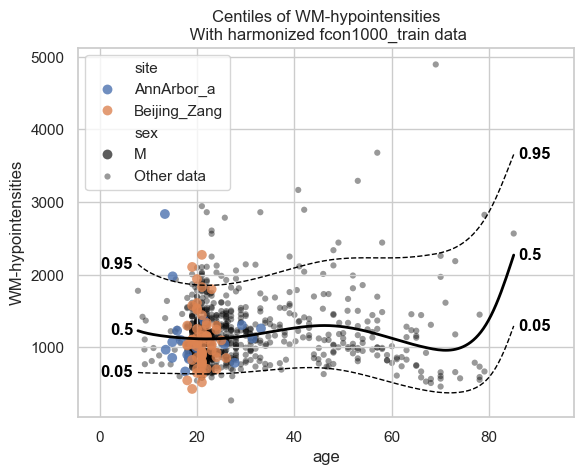 Centiles of WM-hypointensities
With harmonized fcon1000_train data
site
AnnArbor_a
Beijing_Zang
sex
M
Other data
WM-hypointensities
5000
4000
3000
2000
1000
0.95
0.5
0.05
0.95
0.5
0.05
0
20
40
60
80
age